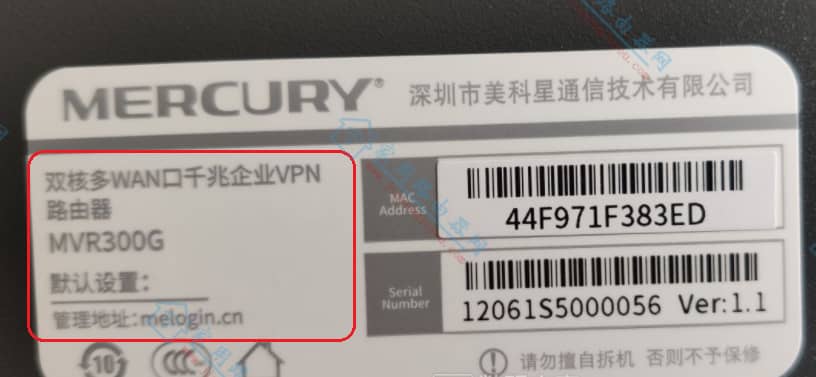 MERCURY® 深圳市美科星通信技术有限公司
双核多WAN口千兆企业VPN
路由器
MVR300G
默认设置：
管理地址:melogin.cn
MAC
Address
44F971F383ED
Serial
Number
12061S5000056 Ver:1.1
10
CCC
请勿擅自拆机 否则不予保修